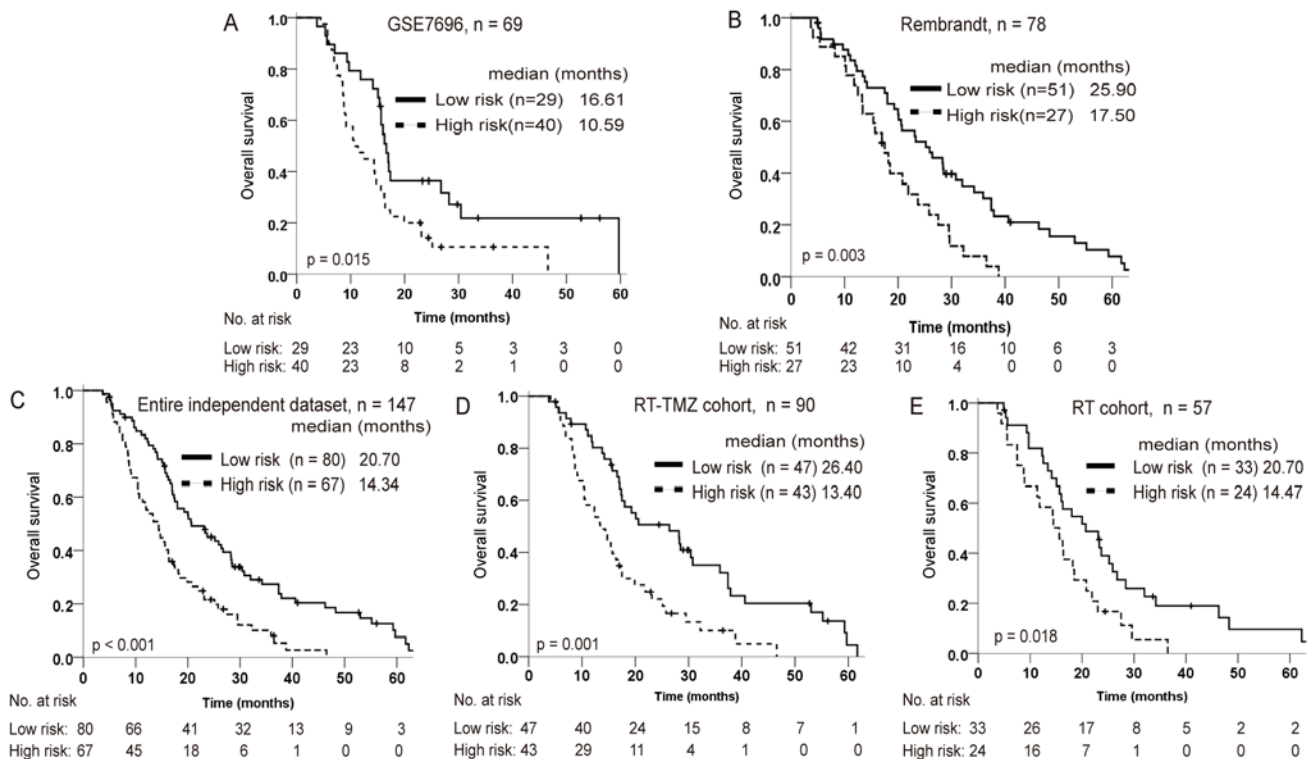 A
GSE7696, n = 69
median (months)
Low risk (n=29) 16.61
High risk(n=40) 10.59
Overall survival
1.0
0.8
0.6
0.4
0.2
0.0
p = 0.015
0 10 20 30 40 50 60
No. at risk
Time (months)
Low risk: 29 23 10 5 3 3 0
High risk: 40 23 8 2 1 0 0
B
Rembrandt, n = 78
median (months)
Low risk (n=51) 25.90
High risk(n=27) 17.50
Overall survival
1.0
0.8
0.6
0.4
0.2
0.0
p = 0.003
0 10 20 30 40 50 60
No. at risk
Time (months)
Low risk: 51 42 31 16 10 6 3
High risk: 27 23 10 4 0 0 0
C
Entire independent dataset, n = 147
median (months)
Low risk (n = 80) 20.70
High risk (n = 67) 14.34
Overall survival
1.0
0.8
0.6
0.4
0.2
0.0
p < 0.001
0 10 20 30 40 50 60
Time (months)
No. at risk
Low risk: 80 66 41 32 13 9 3
High risk: 67 45 18 6 1 0 0
D
RT-TMZ cohort, n = 90
median (months)
Low risk (n = 47) 26.40
High risk (n = 43) 13.40
Overall survival
1.0
0.8
0.6
0.4
0.2
0.0
p = 0.001
0 10 20 30 40 50 60
Time (months)
No. at risk
Low risk: 47 40 24 15 8 7 1
High risk: 43 29 11 4 1 0 0
E
RT cohort, n = 57
median (months)
Low risk (n = 33) 20.70
High risk (n = 24) 14.47
Overall survival
1.0
0.8
0.6
0.4
0.2
0.0
p = 0.018
0 10 20 30 40 50 60
Time (months)
No. at risk
Low risk: 33 26 17 8 5 2 2
High risk: 24 16 7 1 0 0 0